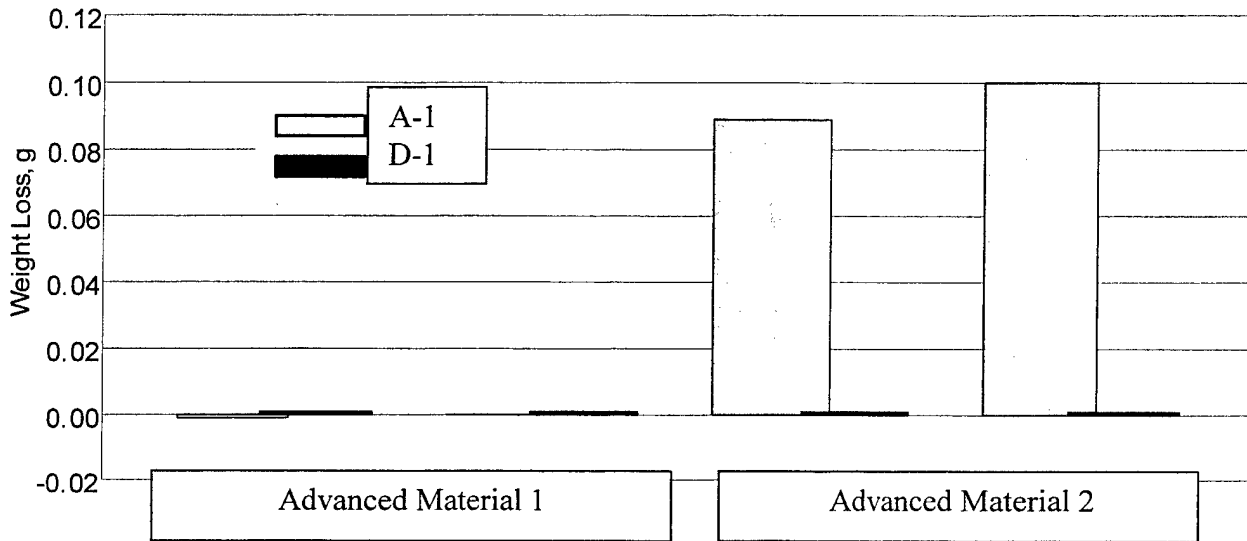 0.12
0.10
0.08
0.06
0.04
0.02
0.00
-0.02
Weight Loss, g
A-1
D-1
Advanced Material 1
Advanced Material 2